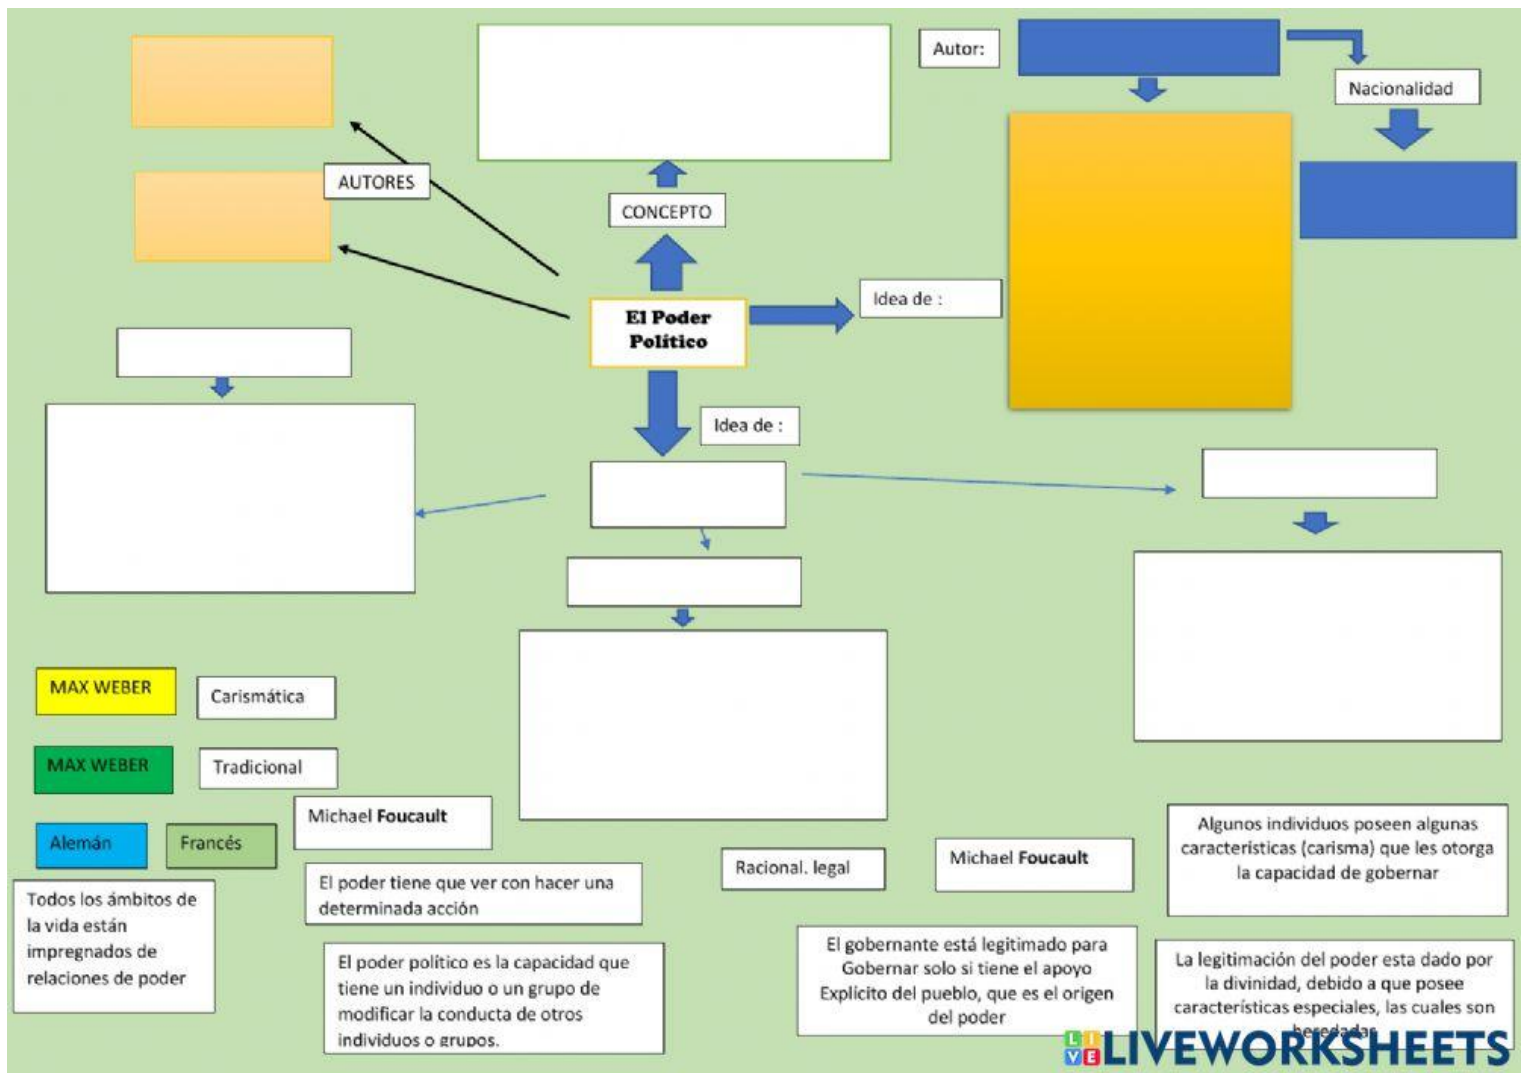 Autor:
Nacionalidad
AUTORES
CONCEPTO
El Poder
Político
Idea de :
Idea de :
MAX WEBER
Carismática
MAX WEBER
Tradicional
Michael Foucault
Alemán
Francés
Todos los ámbitos de
la vida están
impregnados de
relaciones de poder
El poder tiene que ver con hacer una
determinada acción
El poder político es la capacidad que
tiene un individuo o un grupo de
modificar la conducta de otros
individuos o grupos.
Racional. legal
Michael Foucault
El gobernante está legitimado para
Gobernar solo si tiene el apoyo
Explícito del pueblo, que es el origen
del poder
Algunos individuos poseen algunas
características (carisma) que les otorga
la capacidad de gobernar
La legitimación del poder esta dado por
la divinidad, debido a que posee
características especiales, las cuales son
heredadas
LIVEWORKSHEETS